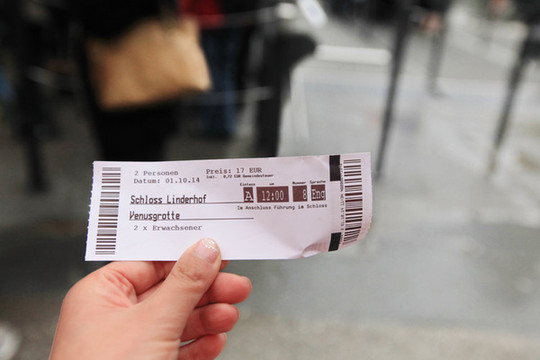 2 Personen Preis: 17 EUR
Datum: 01.10.14
Einlass um Nummer Sprache
Schloss Linderhof A 12:00 8 Eng
Im Anschluss Führung im Schloss
Venusgrotte
2 x Erwachsener